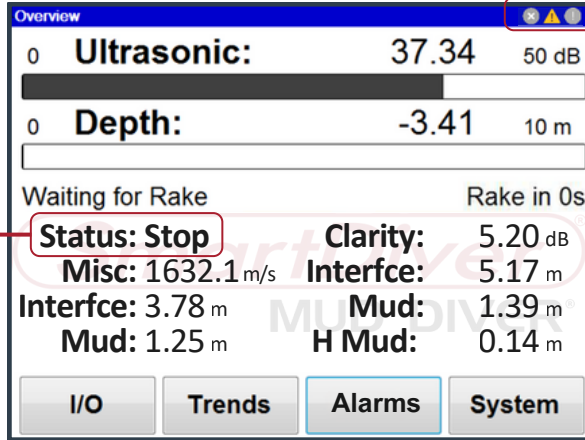 Overview
0 Ultrasonic: 37.34 50 dB
0 Depth: -3.41 10 m
Waiting for Rake Rake in 0s
SmartDiver®
MUD DIVER®
Status: Stop Clarity: 5.20 dB
Misc: 1632.1 m/s Interfce: 5.17 m
Interfce: 3.78 m Mud: 1.39 m
Mud: 1.25 m H Mud: 0.14 m
I/O Trends Alarms System